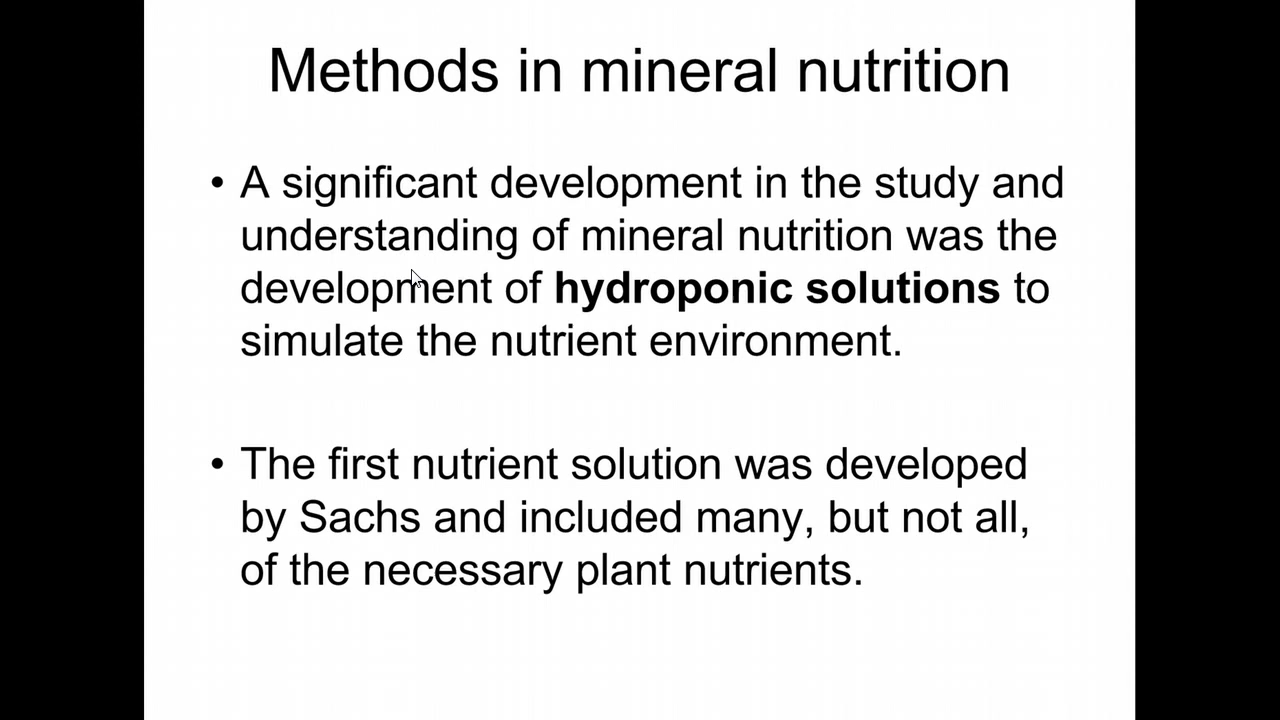 Methods in mineral nutrition
• A significant development in the study and
understanding of mineral nutrition was the
development of hydroponic solutions to
simulate the nutrient environment.
• The first nutrient solution was developed
by Sachs and included many, but not all,
of the necessary plant nutrients.